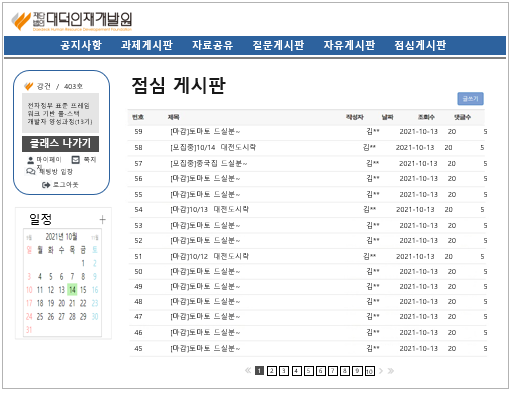 재단법인 대덕인재개발원
공지사항 과제게시판 자료공유 질문게시판 자유게시판 점심게시판
강건 / 403호
전자정부 표준 프레임
워크 기반 풀-스택
개발자 양성과정(13기)
클래스 나가기
마이페이지 쪽지
채팅방 입장
로그아웃
일정 +
2021년 10월
일 월 화 수 목 금 토
1 2
3 4 5 6 7 8 9
10 11 12 13 14 15 16
17 18 19 20 21 22 23
24 25 26 27 28 29 30
31
점심 게시판
글쓰기
번호 제목 작성자 날짜 조회수 댓글수
59 [마감]토마토 드실분~ 김** 2021-10-13 20 5
58 [모집중]10/14 대전도시락 김** 2021-10-13 20 5
57 [모집중]중국집 드실분~ 김** 2021-10-13 20 5
56 [마감]토마토 드실분~ 김** 2021-10-13 20 5
55 [마감]토마토 드실분~ 김** 2021-10-13 20 5
54 [마감]10/13 대전도시락 김** 2021-10-13 20 5
53 [마감]토마토 드실분~ 김** 2021-10-13 20 5
52 [마감]토마토 드실분~ 김** 2021-10-13 20 5
51 [마감]10/12 대전도시락 김** 2021-10-13 20 5
50 [마감]토마토 드실분~ 김** 2021-10-13 20 5
49 [마감]토마토 드실분~ 김** 2021-10-13 20 5
48 [마감]토마토 드실분~ 김** 2021-10-13 20 5
47 [마감]토마토 드실분~ 김** 2021-10-13 20 5
46 [마감]토마토 드실분~ 김** 2021-10-13 20 5
45 [마감]토마토 드실분~ 김** 2021-10-13 20 5
≪ 1 2 3 4 5 6 7 8 9 10 > ≫